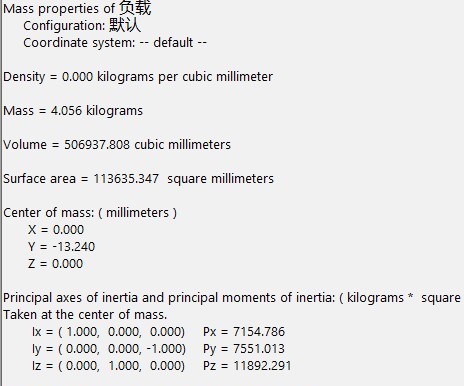 Mass properties of 负载
Configuration: 默认
Coordinate system: -- default --
Density = 0.000 kilograms per cubic millimeter
Mass = 4.056 kilograms
Volume = 506937.808 cubic millimeters
Surface area = 113635.347 square millimeters
Center of mass: ( millimeters )
X = 0.000
Y = -13.240
Z = 0.000
Principal axes of inertia and principal moments of inertia: ( kilograms * square
Taken at the center of mass.
Ix = ( 1.000, 0.000, 0.000) Px = 7154.786
Iy = ( 0.000, 0.000, -1.000) Py = 7551.013
Iz = ( 0.000, 1.000, 0.000) Pz = 11892.291